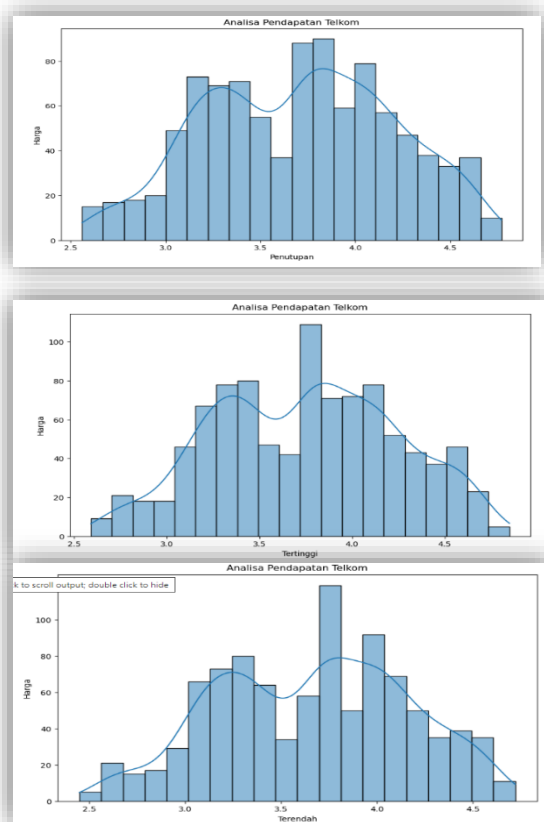 Analisa Pendapatan Telkom
80
60
40
20
0
Harga
2.5 3.0 3.5 4.0 4.5
Penutupan
Analisa Pendapatan Telkom
100
80
60
40
20
0
Harga
2.5 3.0 3.5 4.0 4.5
Tertinggi
Analisa Pendapatan Telkom
k to scroll output; double click to hide
100
80
60
40
20
0
Harga
2.5 3.0 3.5 4.0 4.5
Terendah